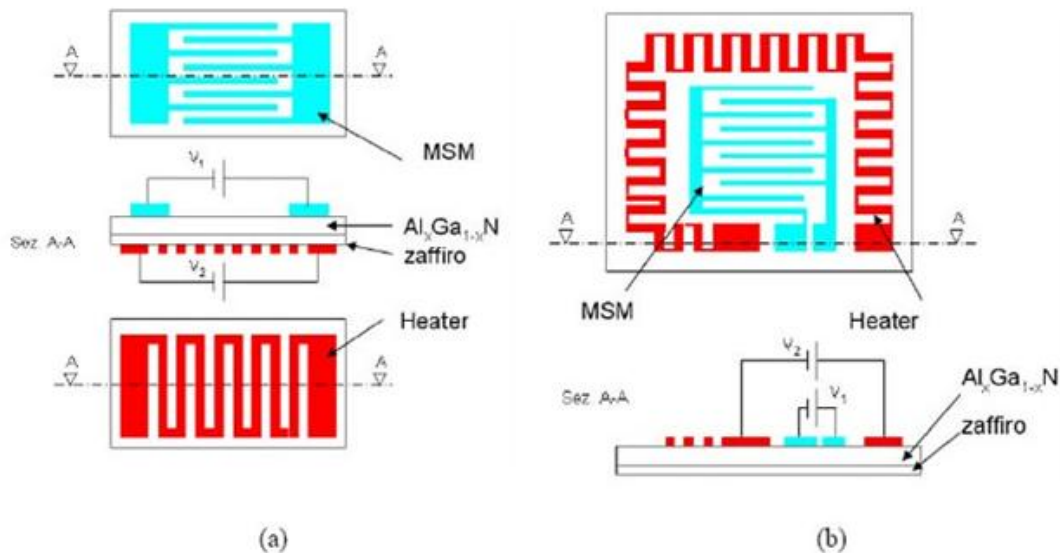 A
A
MSM
V₁
Sez. A-A
AlₓGa₁₋ₓN
zaffiro
V₂
Heater
A
A
(a)
A
A
MSM
Heater
V₂
V₁
Sez. A-A
AlₓGa₁₋ₓN
zaffiro
(b)